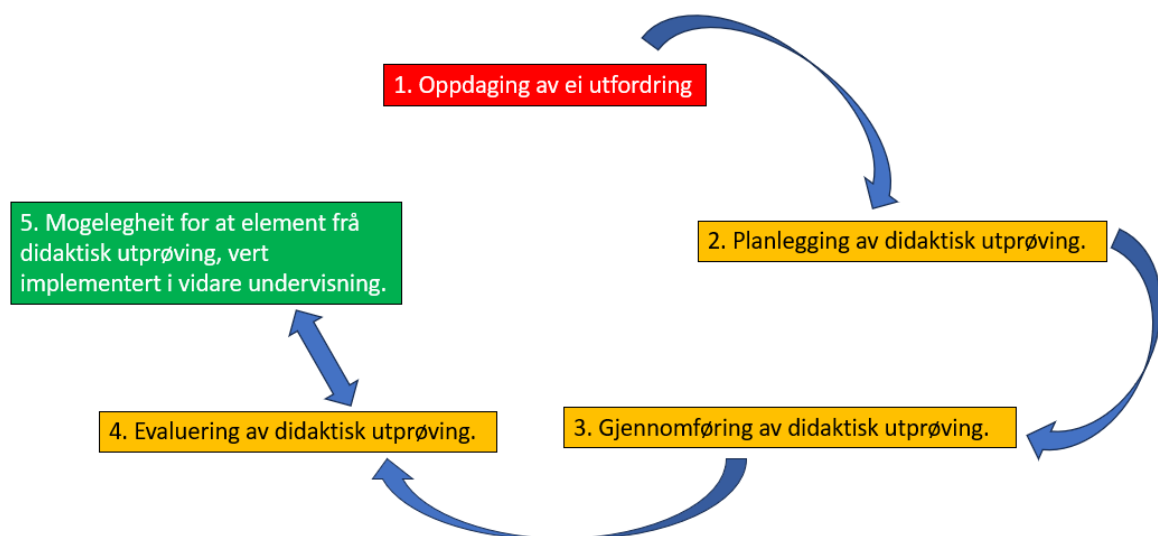 1. Oppdaging av ei utfordring
2. Planlegging av didaktisk utprøving.
3. Gjennomføring av didaktisk utprøving.
4. Evaluering av didaktisk utprøving.
5. Mogelegheit for at element frå
didaktisk utprøving, vert
implementert i vidare undervisning.